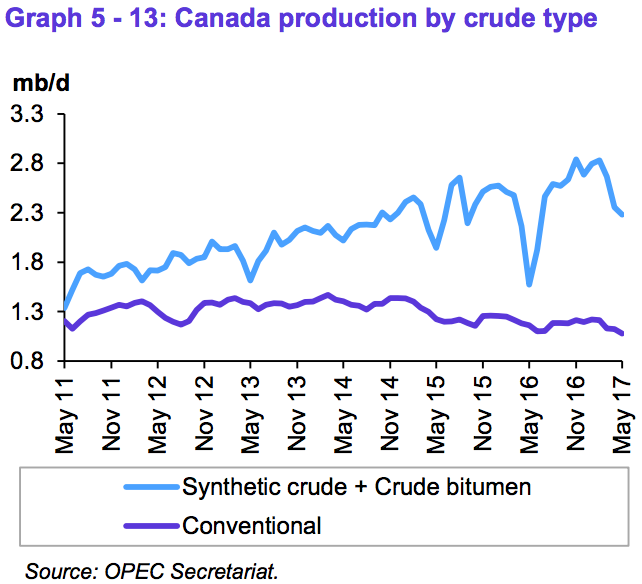 Graph 5 - 13: Canada production by crude type
mb/d
3.3
2.8
2.3
1.8
1.3
0.8
May 11
Nov 11
May 12
Nov 12
May 13
Nov 13
May 14
Nov 14
May 15
Nov 15
May 16
Nov 16
May 17
Synthetic crude + Crude bitumen
Conventional
Source: OPEC Secretariat.